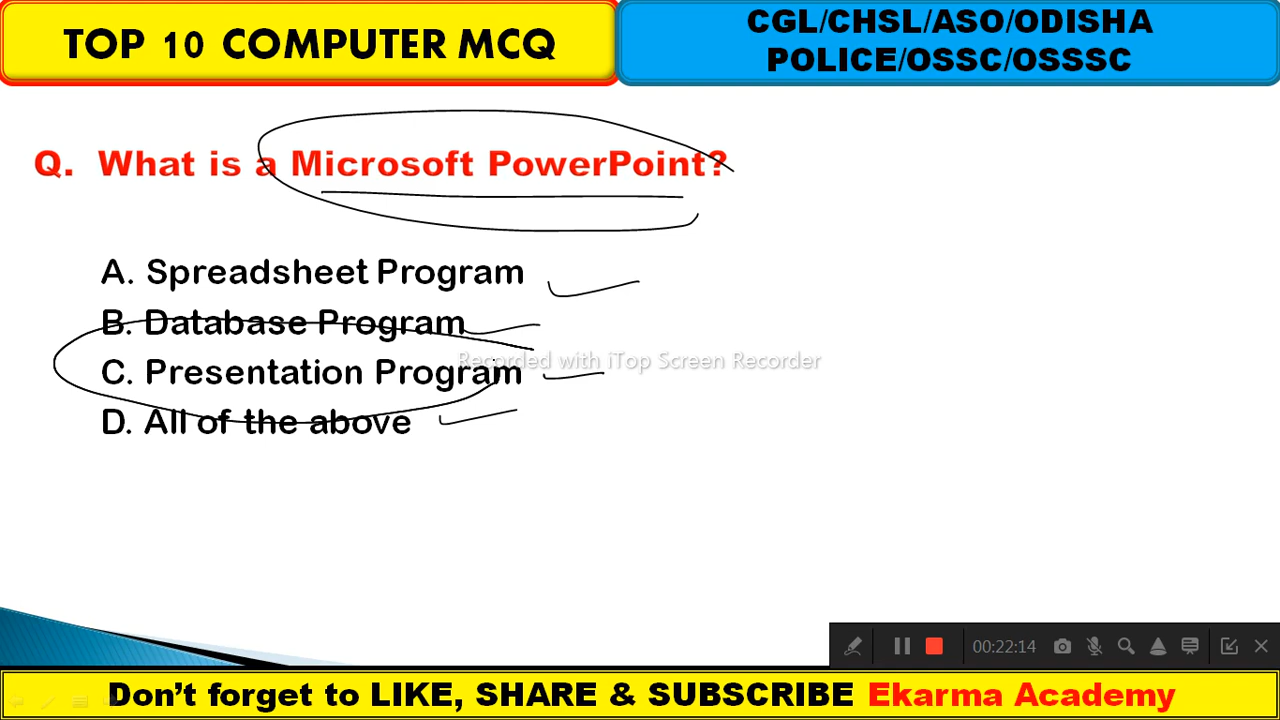 TOP 10 COMPUTER MCQ
CGL/CHSL/ASO/ODISHA
POLICE/OSSC/OSSSC
Q. What is a Microsoft PowerPoint?
A. Spreadsheet Program
B. Database Program
C. Presentation Program
D. All of the above
Recorded with iTop Screen Recorder
00:22:14
Don't forget to LIKE, SHARE & SUBSCRIBE Ekarma Academy